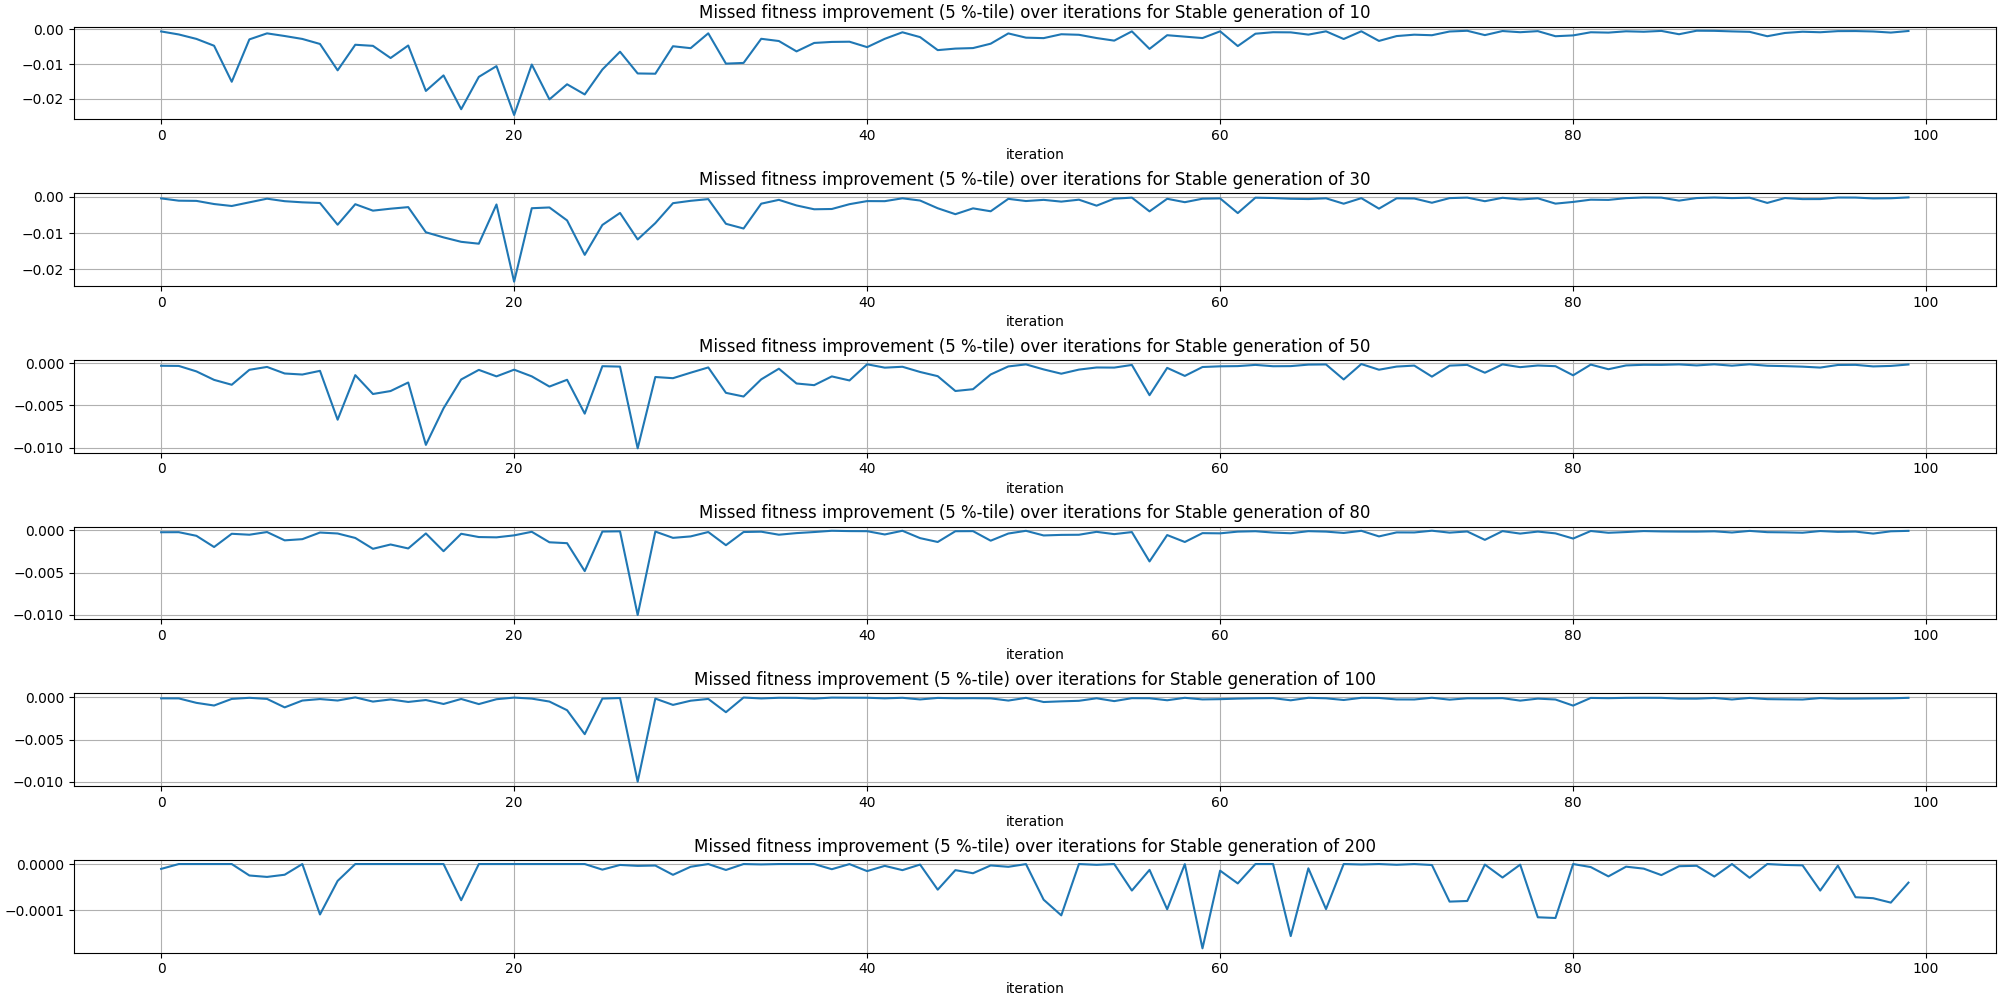 Missed fitness improvement (5 %-tile) over iterations for Stable generation of 10
0.00
−0.01
−0.02
0 20 40 60 80 100
iteration
Missed fitness improvement (5 %-tile) over iterations for Stable generation of 30
0.00
−0.01
−0.02
0 20 40 60 80 100
iteration
Missed fitness improvement (5 %-tile) over iterations for Stable generation of 50
0.000
−0.005
−0.010
0 20 40 60 80 100
iteration
Missed fitness improvement (5 %-tile) over iterations for Stable generation of 80
0.000
−0.005
−0.010
0 20 40 60 80 100
iteration
Missed fitness improvement (5 %-tile) over iterations for Stable generation of 100
0.000
−0.005
−0.010
0 20 40 60 80 100
iteration
Missed fitness improvement (5 %-tile) over iterations for Stable generation of 200
0.0000
−0.0001
0 20 40 60 80 100
iteration